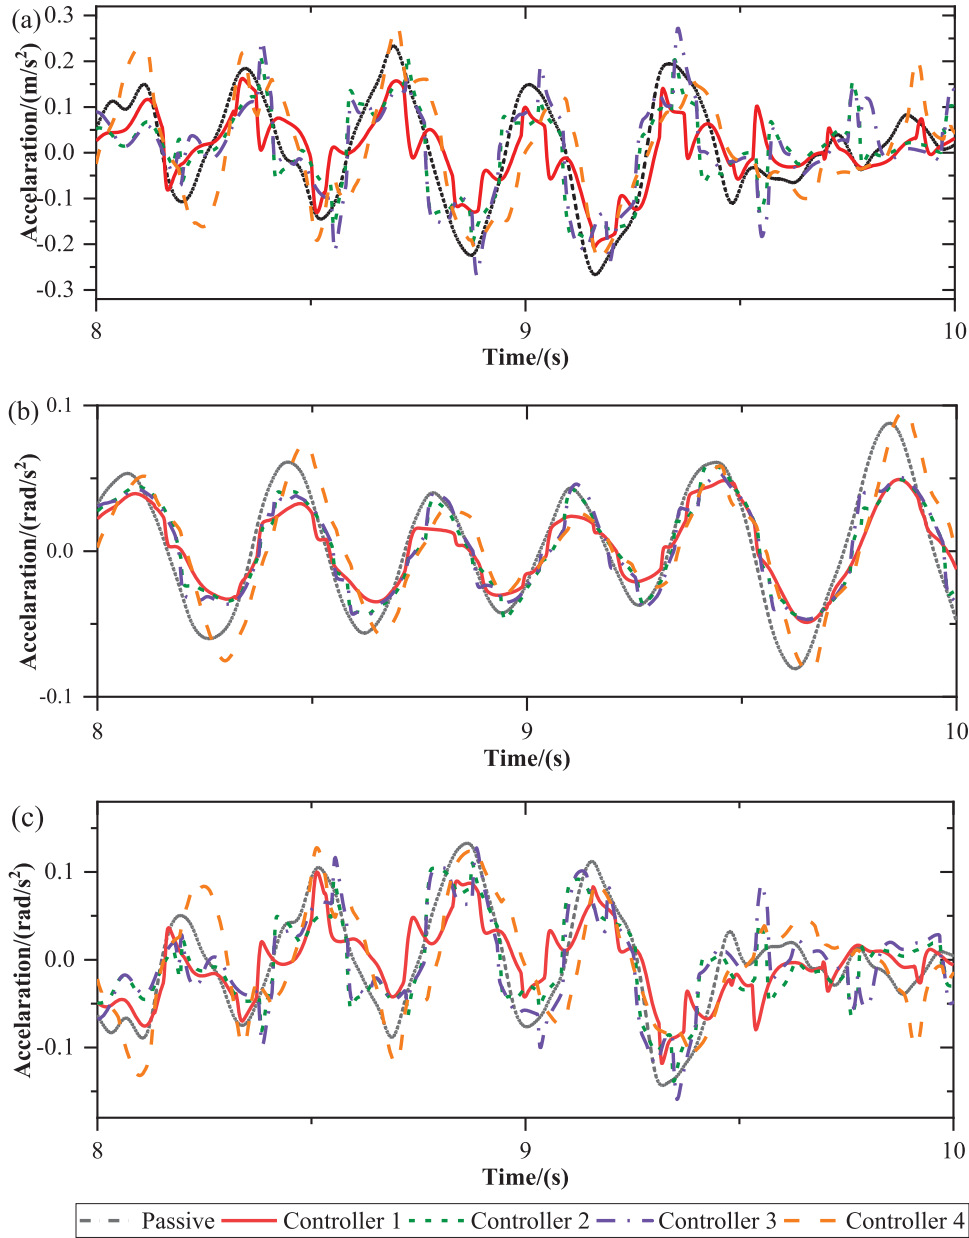 (a)
Accelaration/(m/s²)
0.3
0.2
0.1
0.0
-0.1
-0.2
-0.3
8
9
10
Time/(s)
(b)
Accelaration/(rad/s²)
0.1
0.0
-0.1
8
9
10
Time/(s)
(c)
Accelaration/(rad/s²)
0.1
0.0
-0.1
8
9
10
Time/(s)
Passive Controller 1 Controller 2 Controller 3 Controller 4